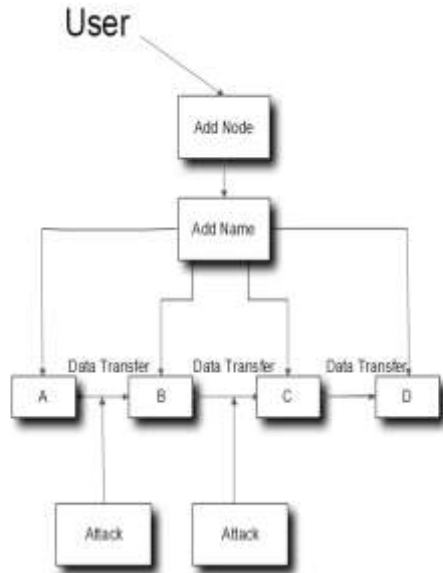 User
Add Node
Add Name
Data Transfer Data Transfer Data Transfer
A B C D
Attack Attack